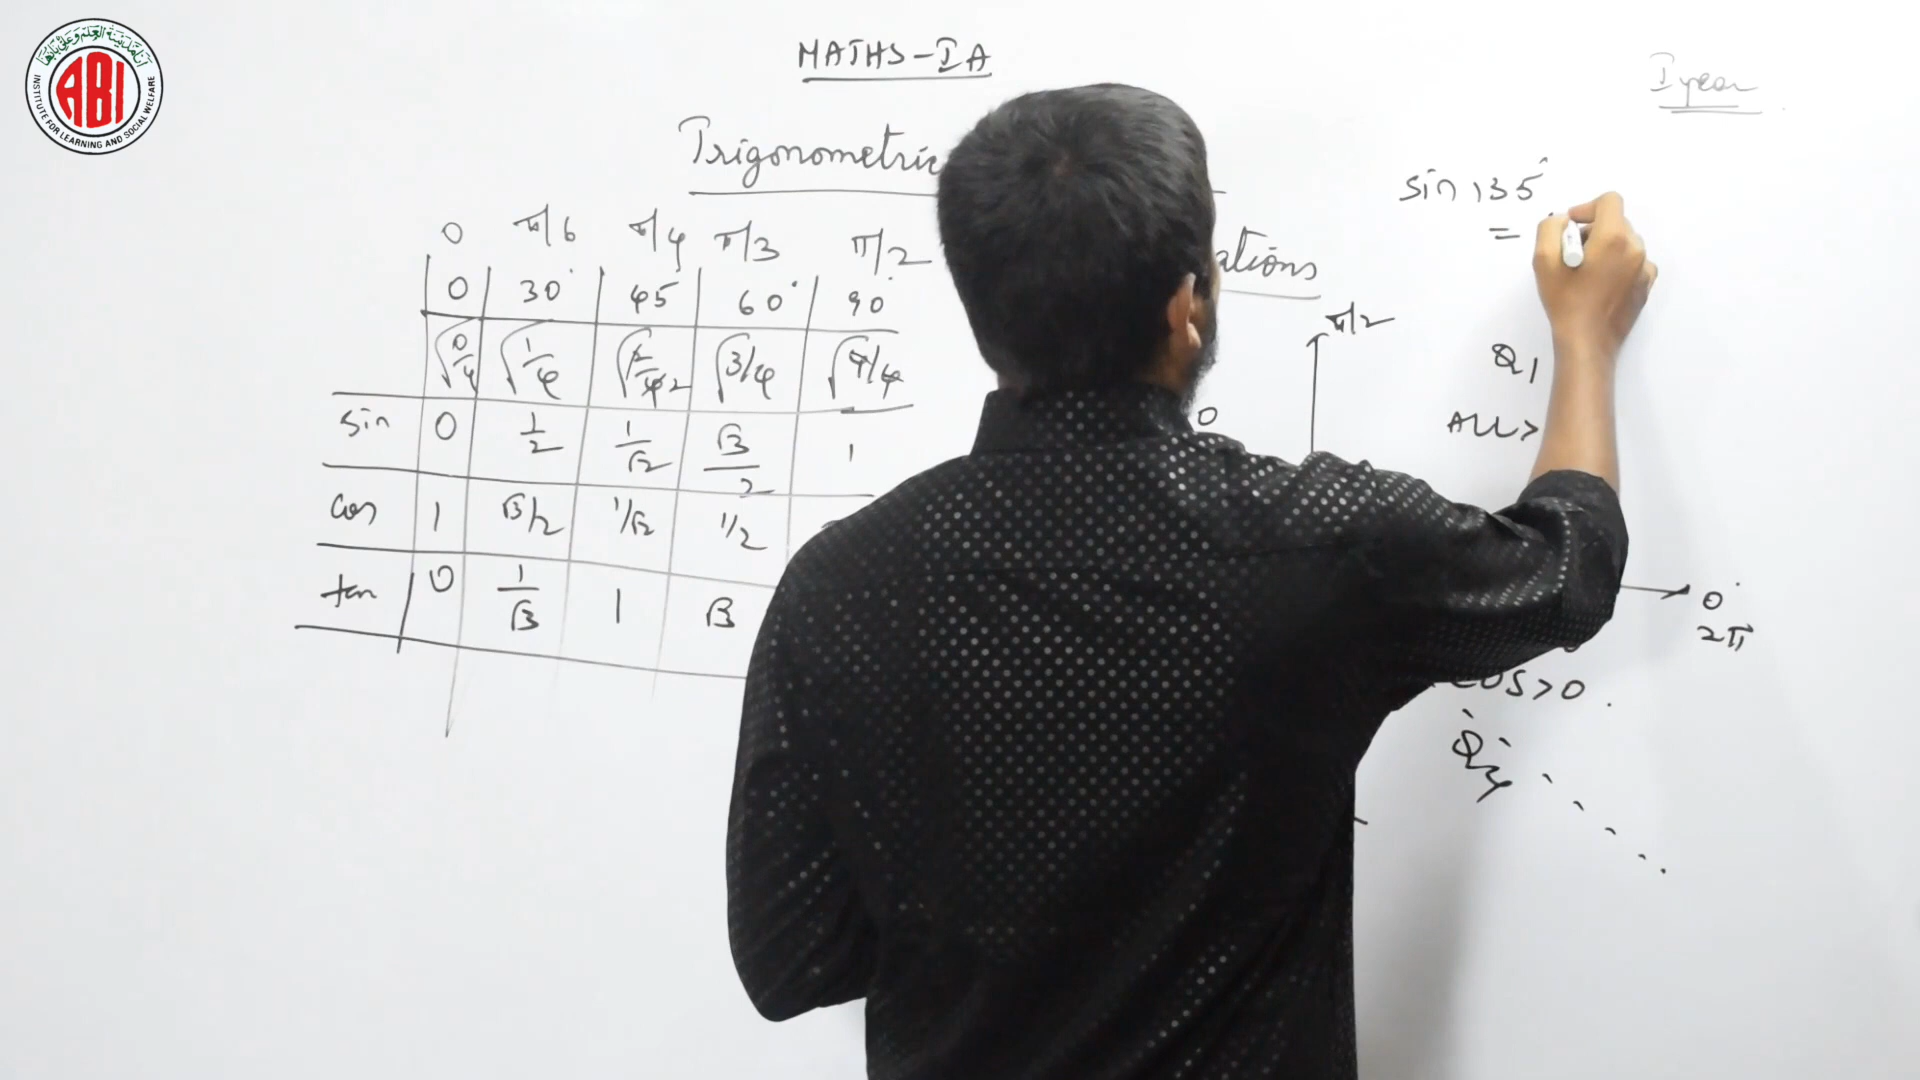 ABI
INSTITUTE FOR LEARNING AND SOCIAL WELFARE
MATHS-IA
I year
Trigonometric
ations
sin 135°
=
0 π/6 π/4 π/3 π/2
0 30° 45° 60° 90°
√0/4 √1/4 √2/4 2 √3/4 √4/4
sin 0 1/2 1/√2 √3/2 1
cos 1 √3/2 1/√2 1/2
tan 0 1/√3 1 √3
π/2
Q1
0
ALL>
0°
2π
cos>0
Q4